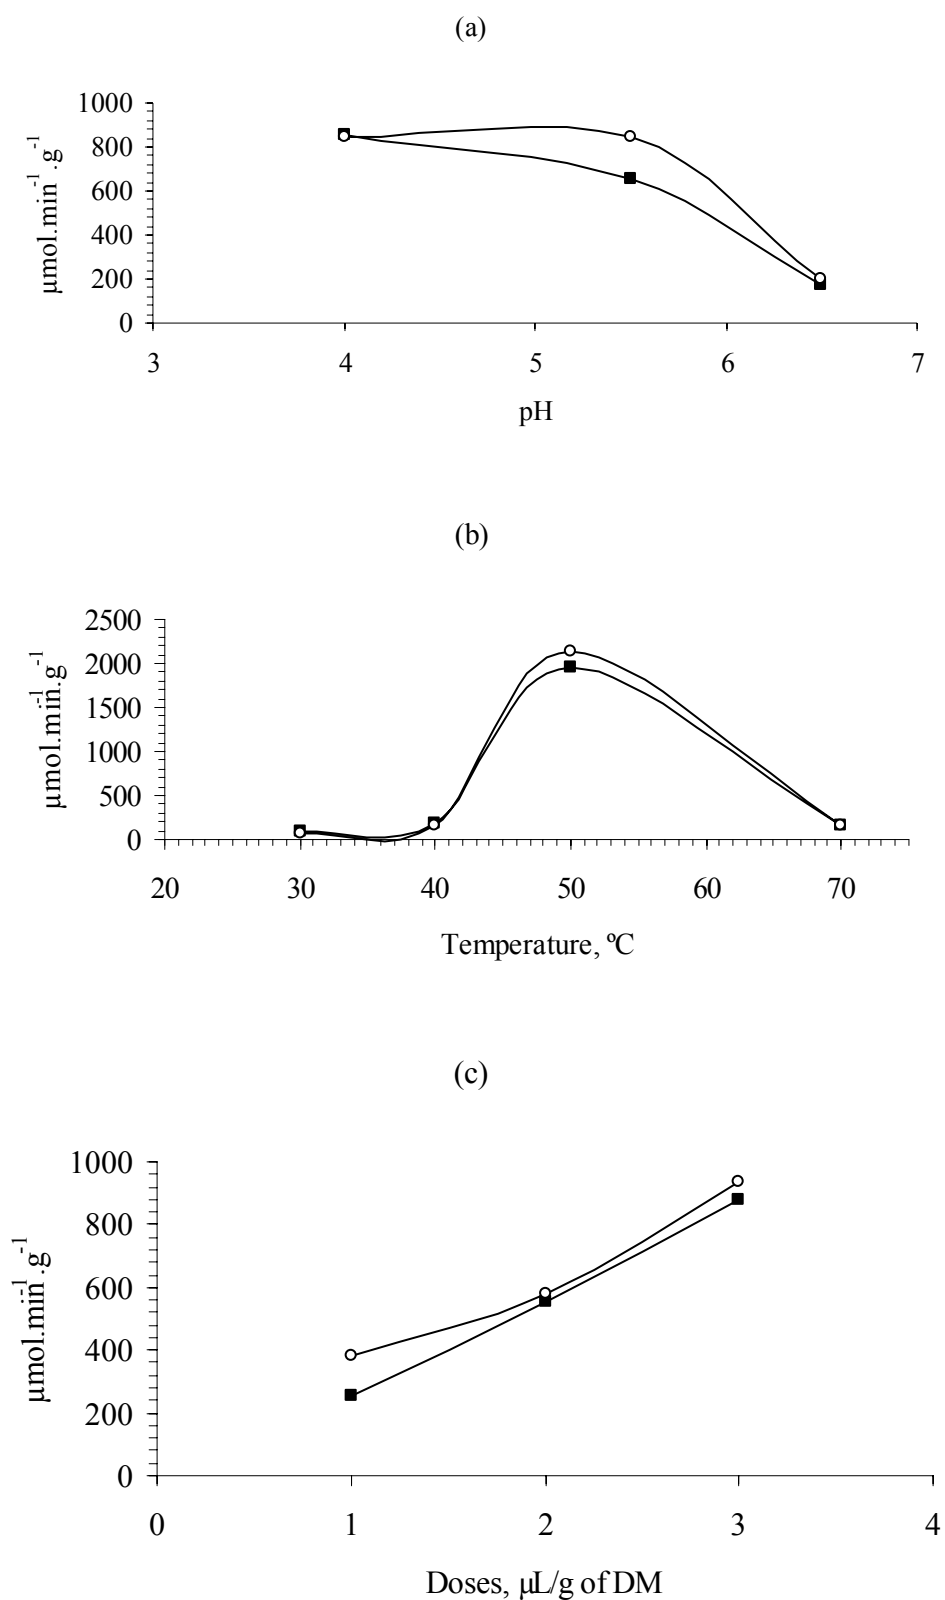 (a)
1000
800
600
400
200
0
µmol.min⁻¹.g⁻¹
3 4 5 6 7
pH
(b)
2500
2000
1500
1000
500
0
µmol.min⁻¹.g⁻¹
20 30 40 50 60 70
Temperature, ºC
(c)
1000
800
600
400
200
0
µmol.min⁻¹.g⁻¹
0 1 2 3 4
Doses, µL/g of DM